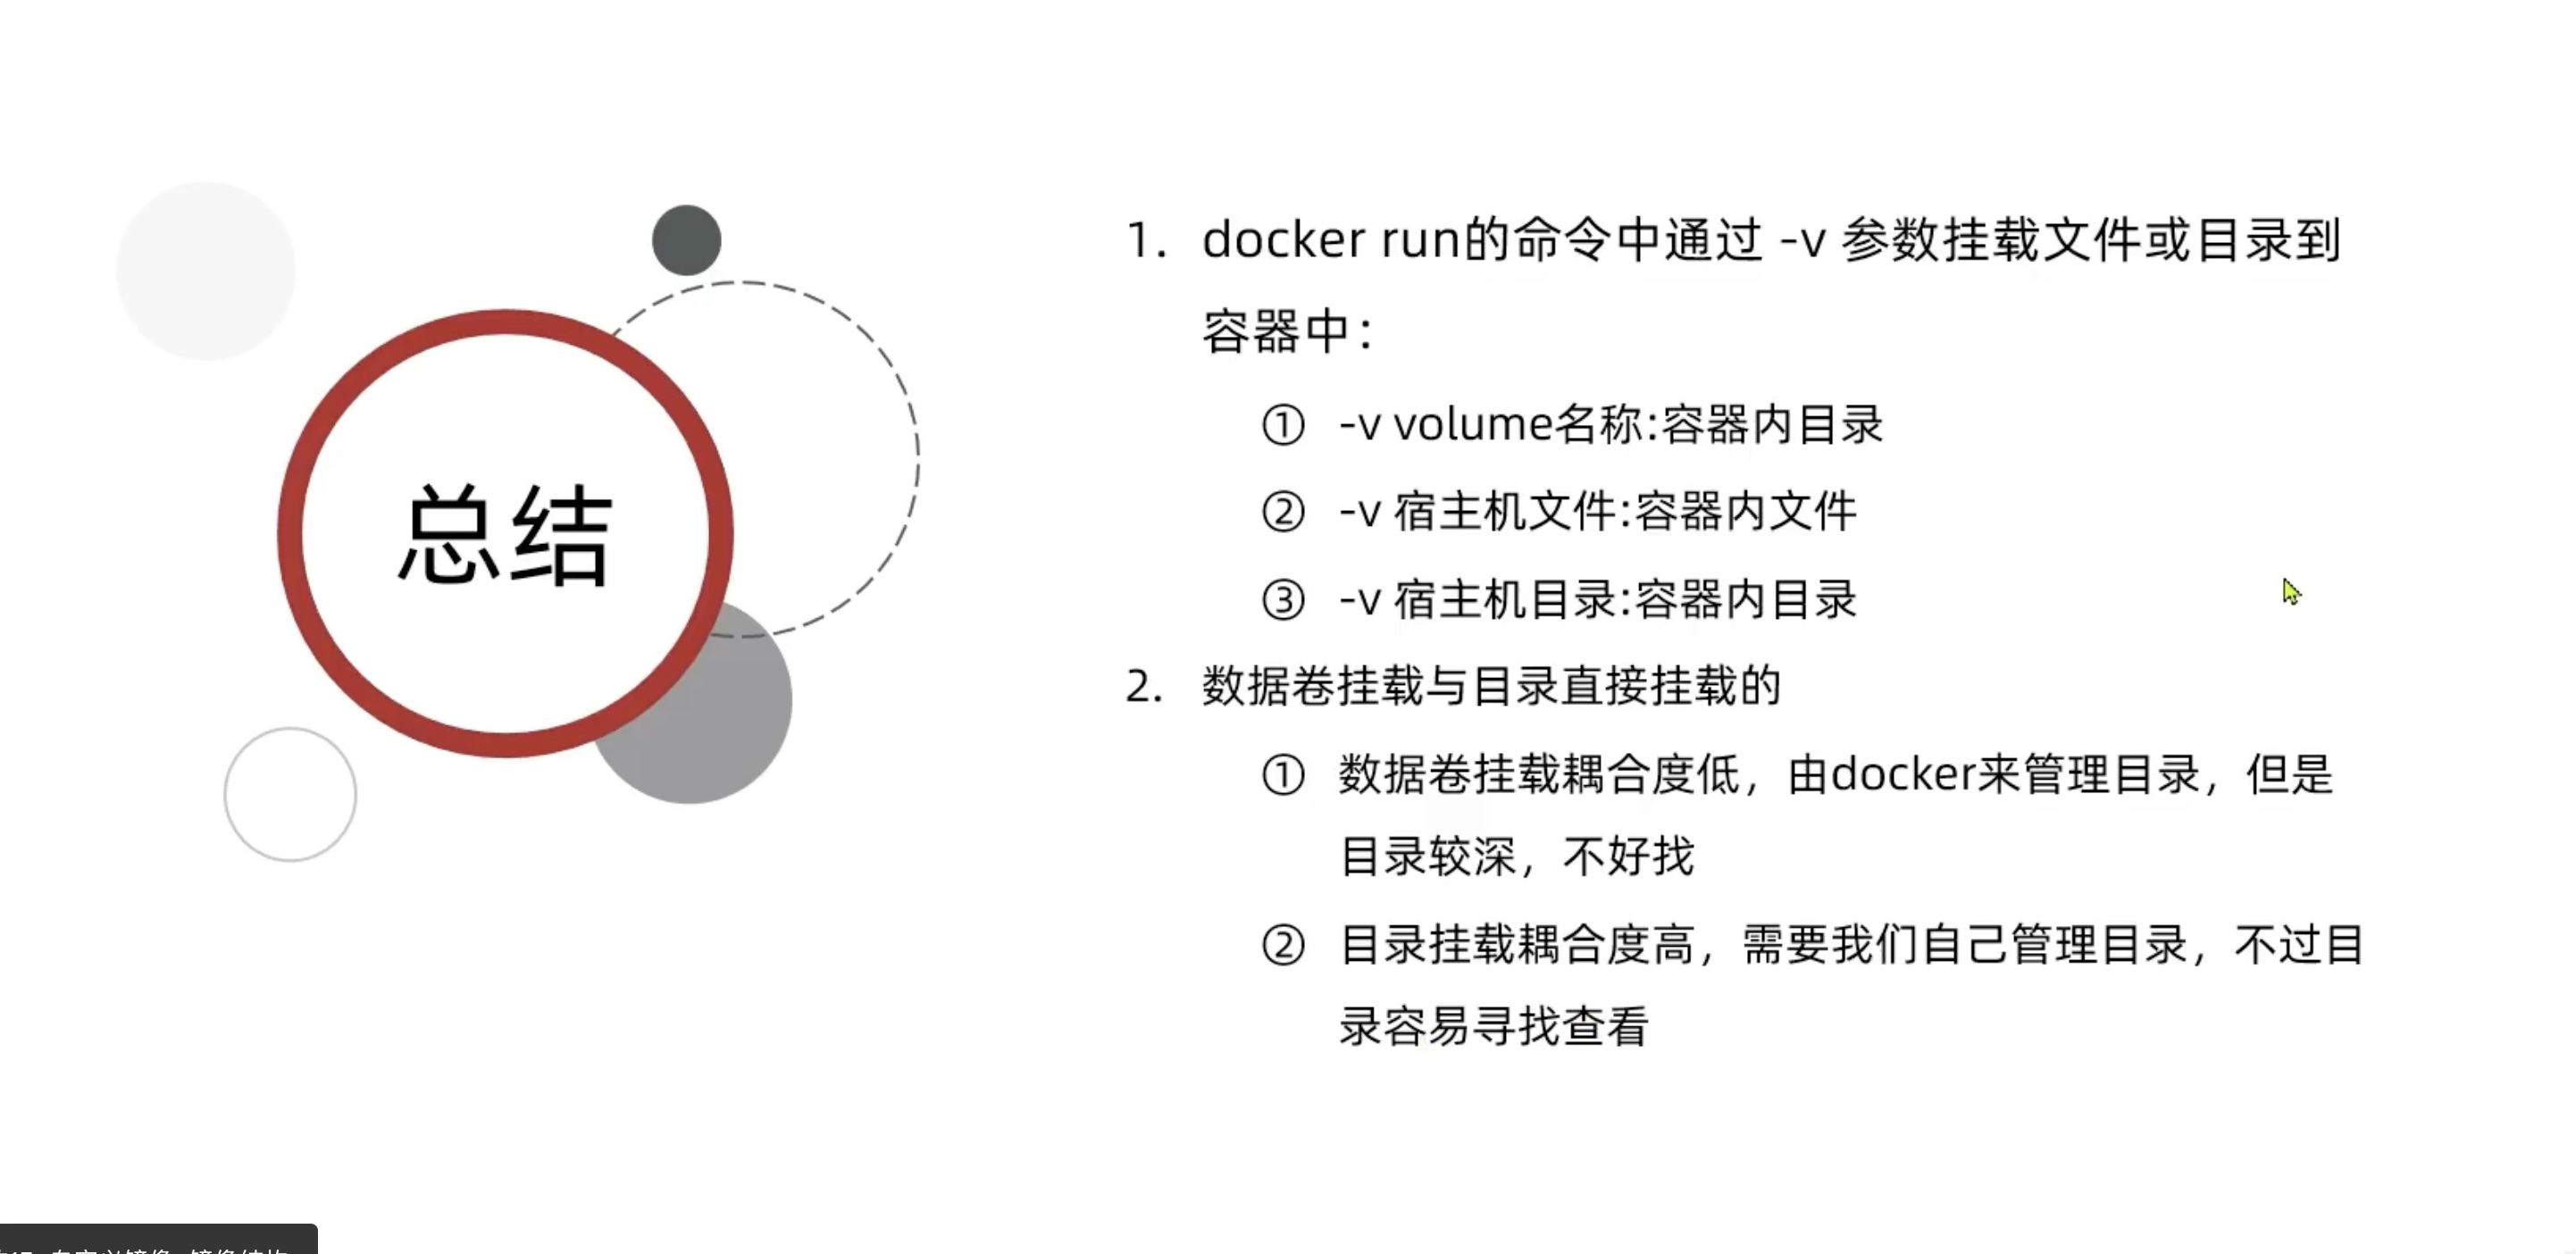 总结
1. docker run的命令中通过 -v 参数挂载文件或目录到
容器中：
① -v volume名称:容器内目录
② -v 宿主机文件:容器内文件
③ -v 宿主机目录:容器内目录
2. 数据卷挂载与目录直接挂载的
① 数据卷挂载耦合度低，由docker来管理目录，但是
目录较深，不好找
② 目录挂载耦合度高，需要我们自己管理目录，不过目
录容易寻找查看